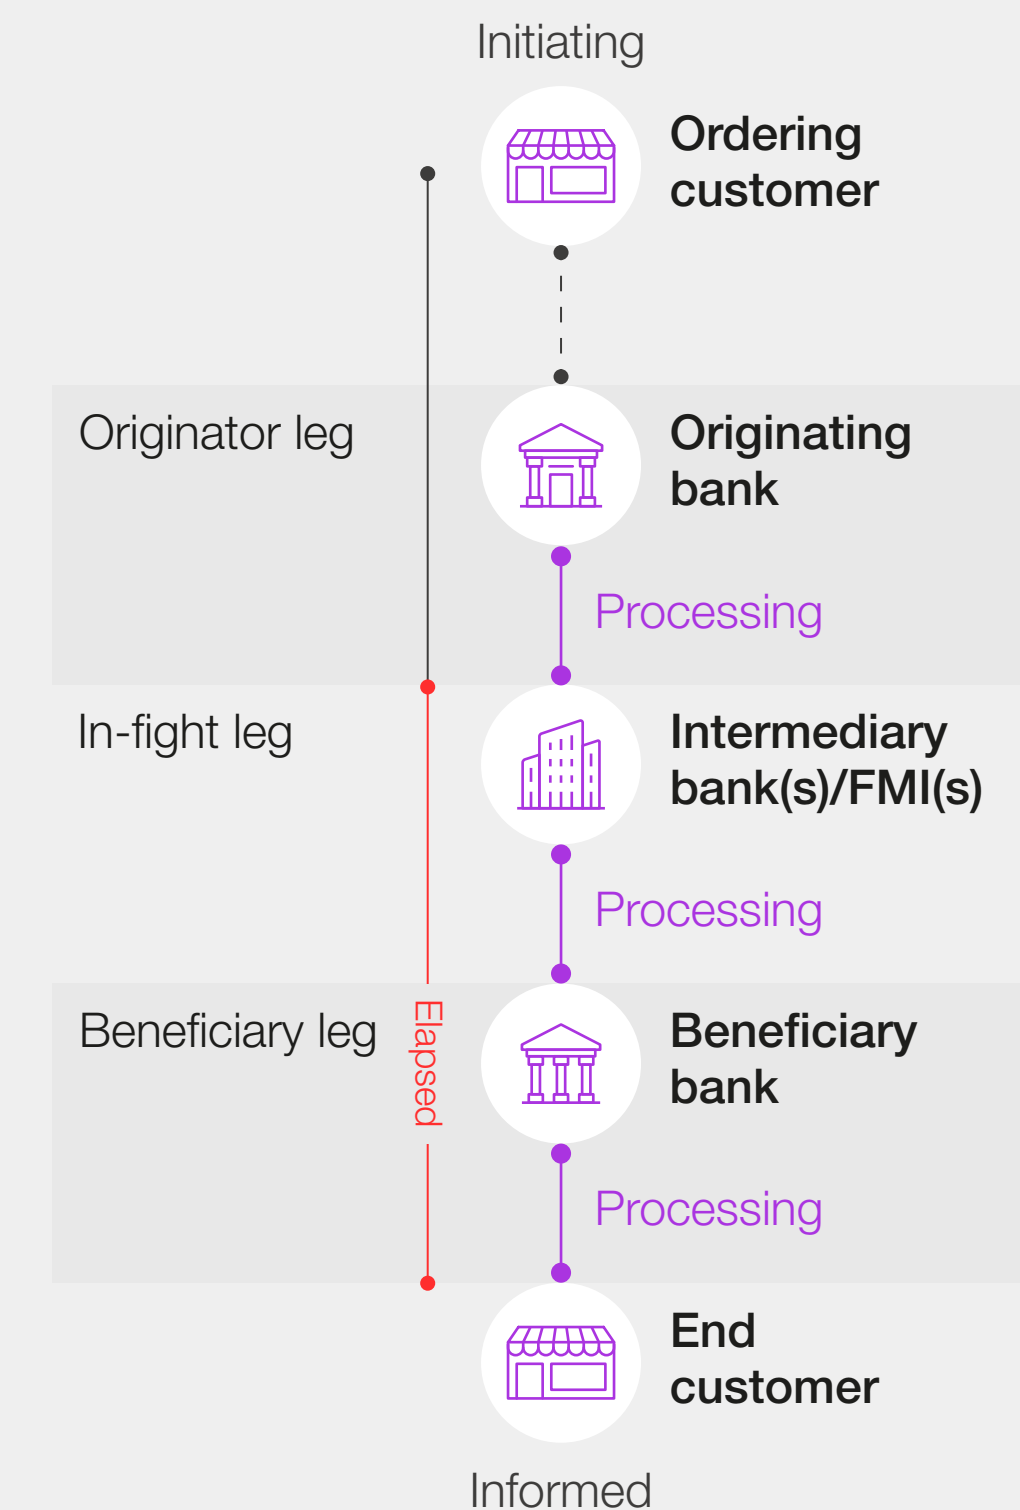 Initiating
Ordering
customer
Originator leg
Originating
bank
Processing
In-fight leg
Intermediary
bank(s)/FMI(s)
Processing
Beneficiary leg
Elapsed
Beneficiary
bank
Processing
End
customer
Informed